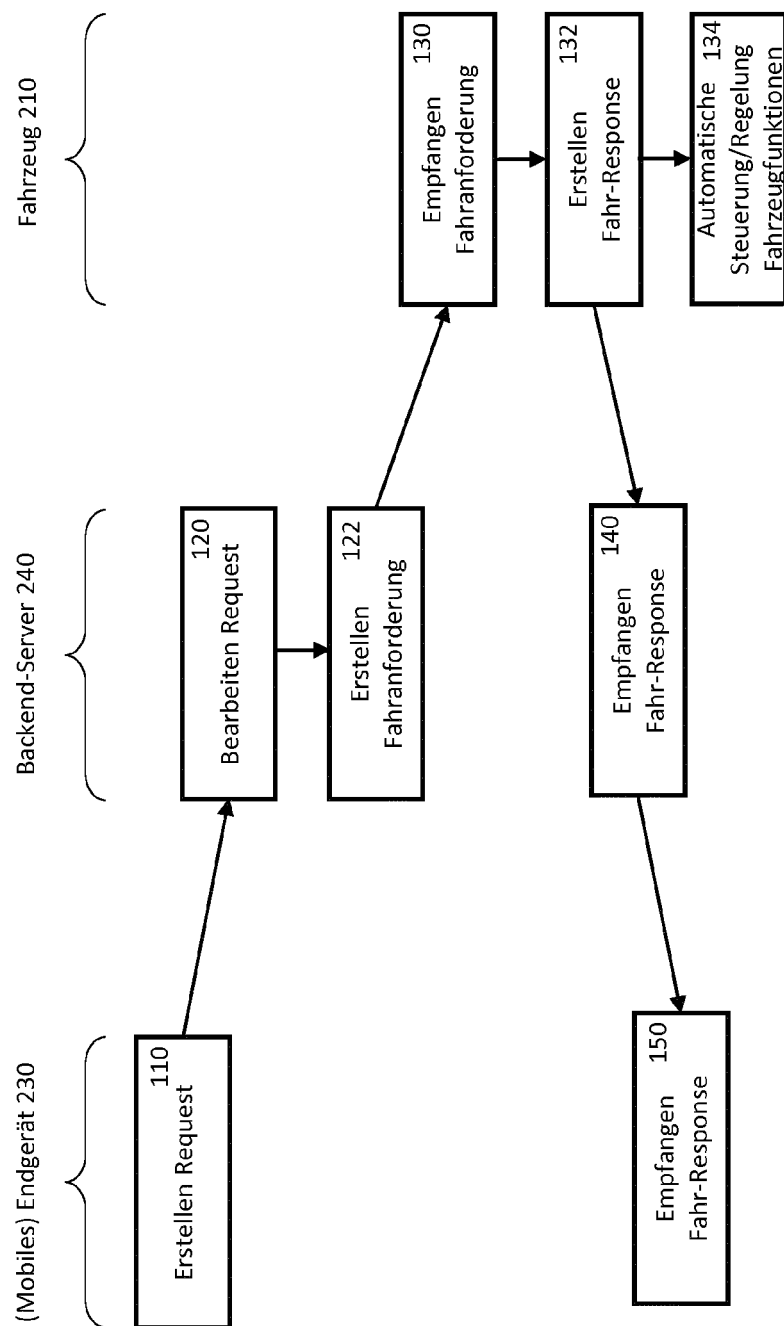 (Mobiles) Endgerät 230
Backend-Server 240
Fahrzeug 210
110
Erstellen Request
120
Bearbeiten Request
122
Erstellen
Fahranforderung
130
Empfangen
Fahranforderung
132
Erstellen
Fahr-Response
134
Automatische
Steuerung/Regelung
Fahrzeugfunktionen
140
Empfangen
Fahr-Response
150
Empfangen
Fahr-Response